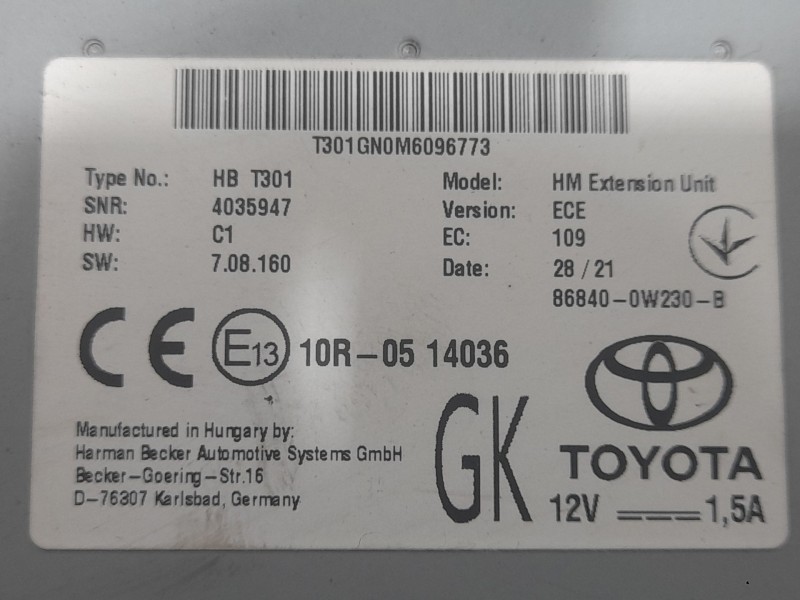 T301GN0M6096773
Type No.: HB T301 Model: HM Extension Unit
SNR: 4035947 Version: ECE
HW: C1 EC: 109
SW: 7.08.160 Date: 28/21
86840-0W230-B
CE E13 10R-05 14036
Manufactured in Hungary by:
Harman Becker Automotive Systems GmbH
Becker-Goering-Str.16
D-76307 Karlsbad, Germany
GK
TOYOTA
12V 1,5A